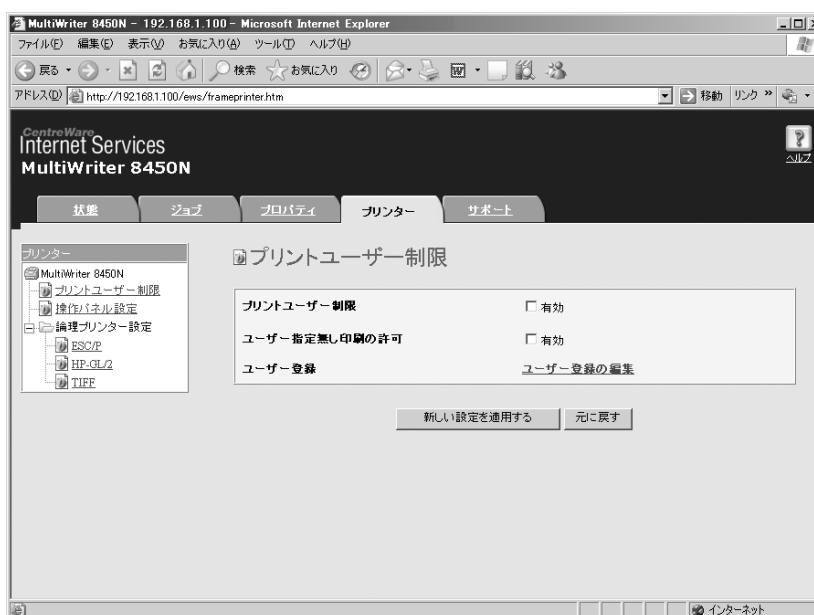 MultiWriter 8450N - 192.168.1.100 - Microsoft Internet Explorer
ファイル(F) 編集(E) 表示(V) お気に入り(A) ツール(T) ヘルプ(H)
戻る 検索 お気に入り
アドレス(D) http://192.168.1.100/ews/frameprinter.htm 移動 リンク »
CentreWare
Internet Services
MultiWriter 8450N
ヘルプ
状態 ジョブ プロパティ プリンター サポート
プリンター
MultiWriter 8450N
プリントユーザー制限
操作パネル設定
論理プリンター設定
ESC/P
HP-GL/2
TIFF
プリントユーザー制限
プリントユーザー制限 有効
ユーザー指定無し印刷の許可 有効
ユーザー登録 ユーザー登録の編集
新しい設定を適用する 元に戻す
インターネット